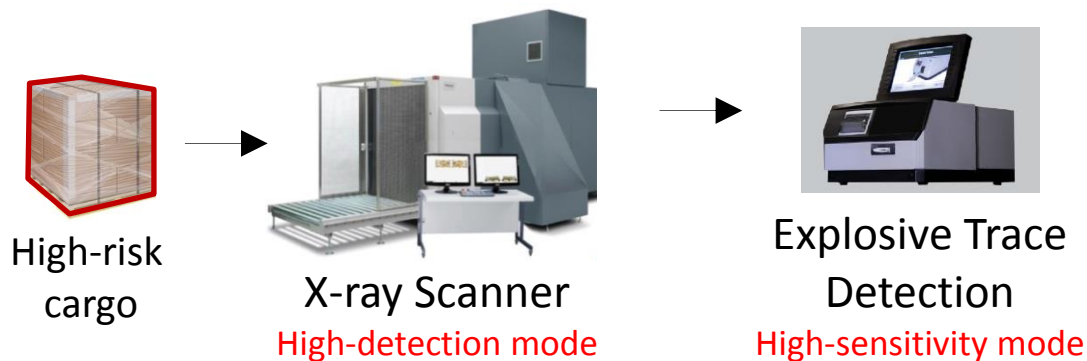 High-risk
cargo
X-ray Scanner
High-detection mode
Explosive Trace
Detection
High-sensitivity mode